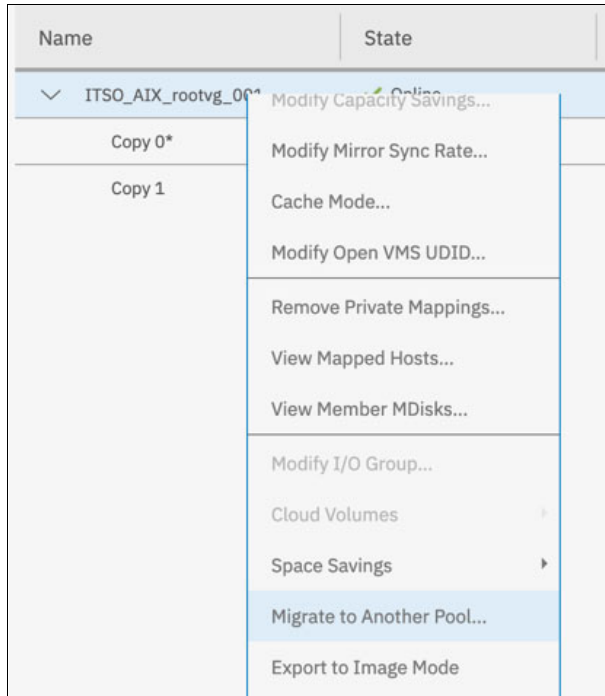 Name State
ITSO_AIX_rootvg_001 Online
Modify Capacity Savings...
Copy 0*
Modify Mirror Sync Rate...
Copy 1
Cache Mode...
Modify Open VMS UDID...
Remove Private Mappings...
View Mapped Hosts...
View Member MDisks...
Modify I/O Group...
Cloud Volumes
Space Savings
Migrate to Another Pool...
Export to Image Mode